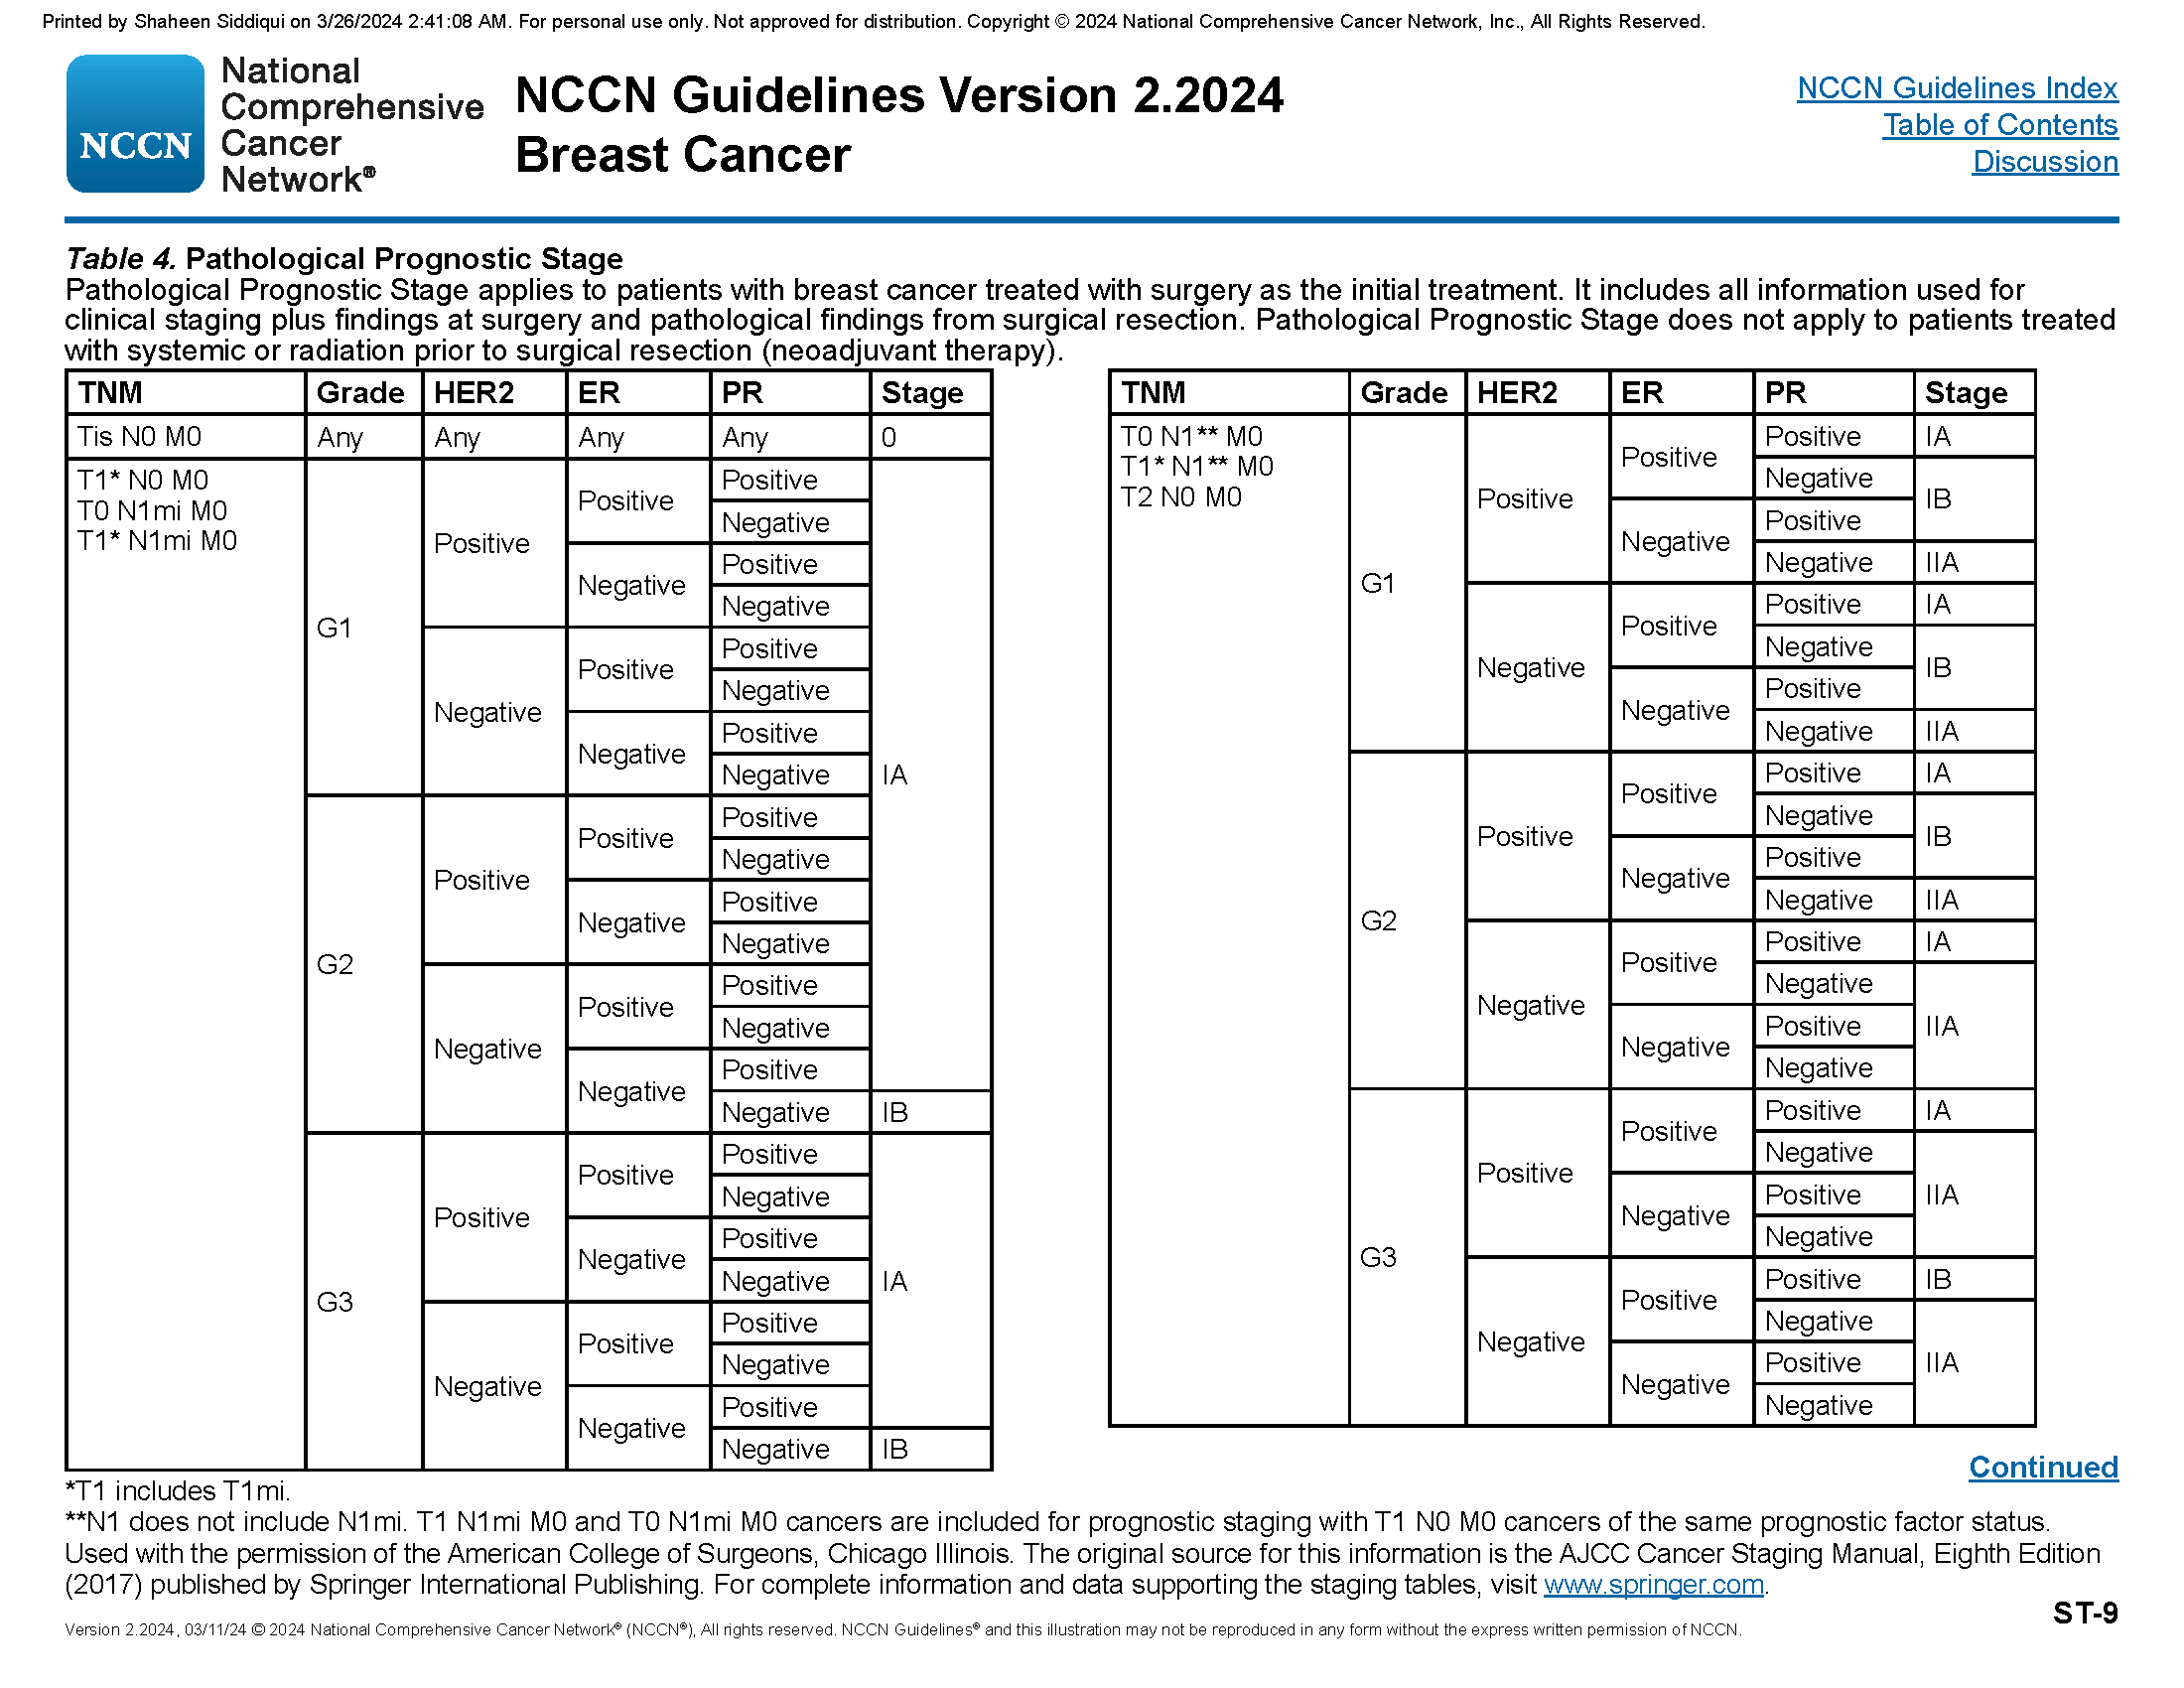 Printed by Shaheen Siddiqui on 3/26/2024 2:41:08 AM. For personal use only. Not approved for distribution. Copyright © 2024 National Comprehensive Cancer Network, Inc., All Rights Reserved.
NCCN
National
Comprehensive
Cancer
Network®
NCCN Guidelines Version 2.2024
Breast Cancer
NCCN Guidelines Index
Table of Contents
Discussion
Table 4. Pathological Prognostic Stage
Pathological Prognostic Stage applies to patients with breast cancer treated with surgery as the initial treatment. It includes all information used for
clinical staging plus findings at surgery and pathological findings from surgical resection. Pathological Prognostic Stage does not apply to patients treated
with systemic or radiation prior to surgical resection (neoadjuvant therapy).
TNM Grade HER2 ER PR Stage
Tis N0 M0 Any Any Any Any 0
T1* N0 M0
T0 N1mi M0
T1* N1mi M0
G1
Positive
Positive
Positive
Negative
Negative
Positive
Negative
Negative
Positive
Positive
Negative
Negative
Positive
Negative
IA
G2
Positive
Positive
Positive
Negative
Negative
Positive
Negative
Negative
Positive
Positive
Negative
Negative
Positive
Negative IB
G3
Positive
Positive
Positive
Negative
Negative
Positive
Negative IA
Negative
Positive
Positive
Negative
Negative
Positive
Negative IB
TNM Grade HER2 ER PR Stage
T0 N1** M0
T1* N1** M0
T2 N0 M0
G1
Positive
Positive
Positive IA
Negative
IB
Negative
Positive
Negative IIA
Negative
Positive
Positive IA
Negative
IB
Negative
Positive
Negative IIA
G2
Positive
Positive
Positive IA
Negative
IB
Negative
Positive
Negative IIA
Negative
Positive
Positive IA
Negative
Negative
Positive IIA
Negative
G3
Positive
Positive
Positive IA
Negative
Negative
Positive IIA
Negative
Negative
Positive
Positive IB
Negative
Negative
Positive IIA
Negative
Continued
*T1 includes T1mi.
**N1 does not include N1mi. T1 N1mi M0 and T0 N1mi M0 cancers are included for prognostic staging with T1 N0 M0 cancers of the same prognostic factor status.
Used with the permission of the American College of Surgeons, Chicago Illinois. The original source for this information is the AJCC Cancer Staging Manual, Eighth Edition
(2017) published by Springer International Publishing. For complete information and data supporting the staging tables, visit www.springer.com.
ST-9
Version 2.2024, 03/11/24 © 2024 National Comprehensive Cancer Network® (NCCN®), All rights reserved. NCCN Guidelines® and this illustration may not be reproduced in any form without the express written permission of NCCN.